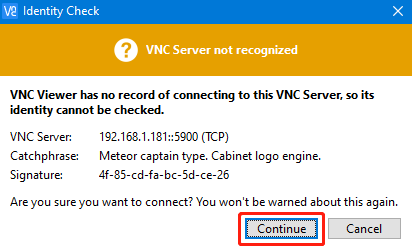 Identity Check
VNC Server not recognized
VNC Viewer has no record of connecting to this VNC Server, so its
identity cannot be checked.
VNC Server: 192.168.1.181::5900 (TCP)
Catchphrase: Meteor captain type. Cabinet logo engine.
Signature: 4f-85-cd-fa-bc-5d-ce-26
Are you sure you want to connect? You won't be warned about this again.
Continue Cancel